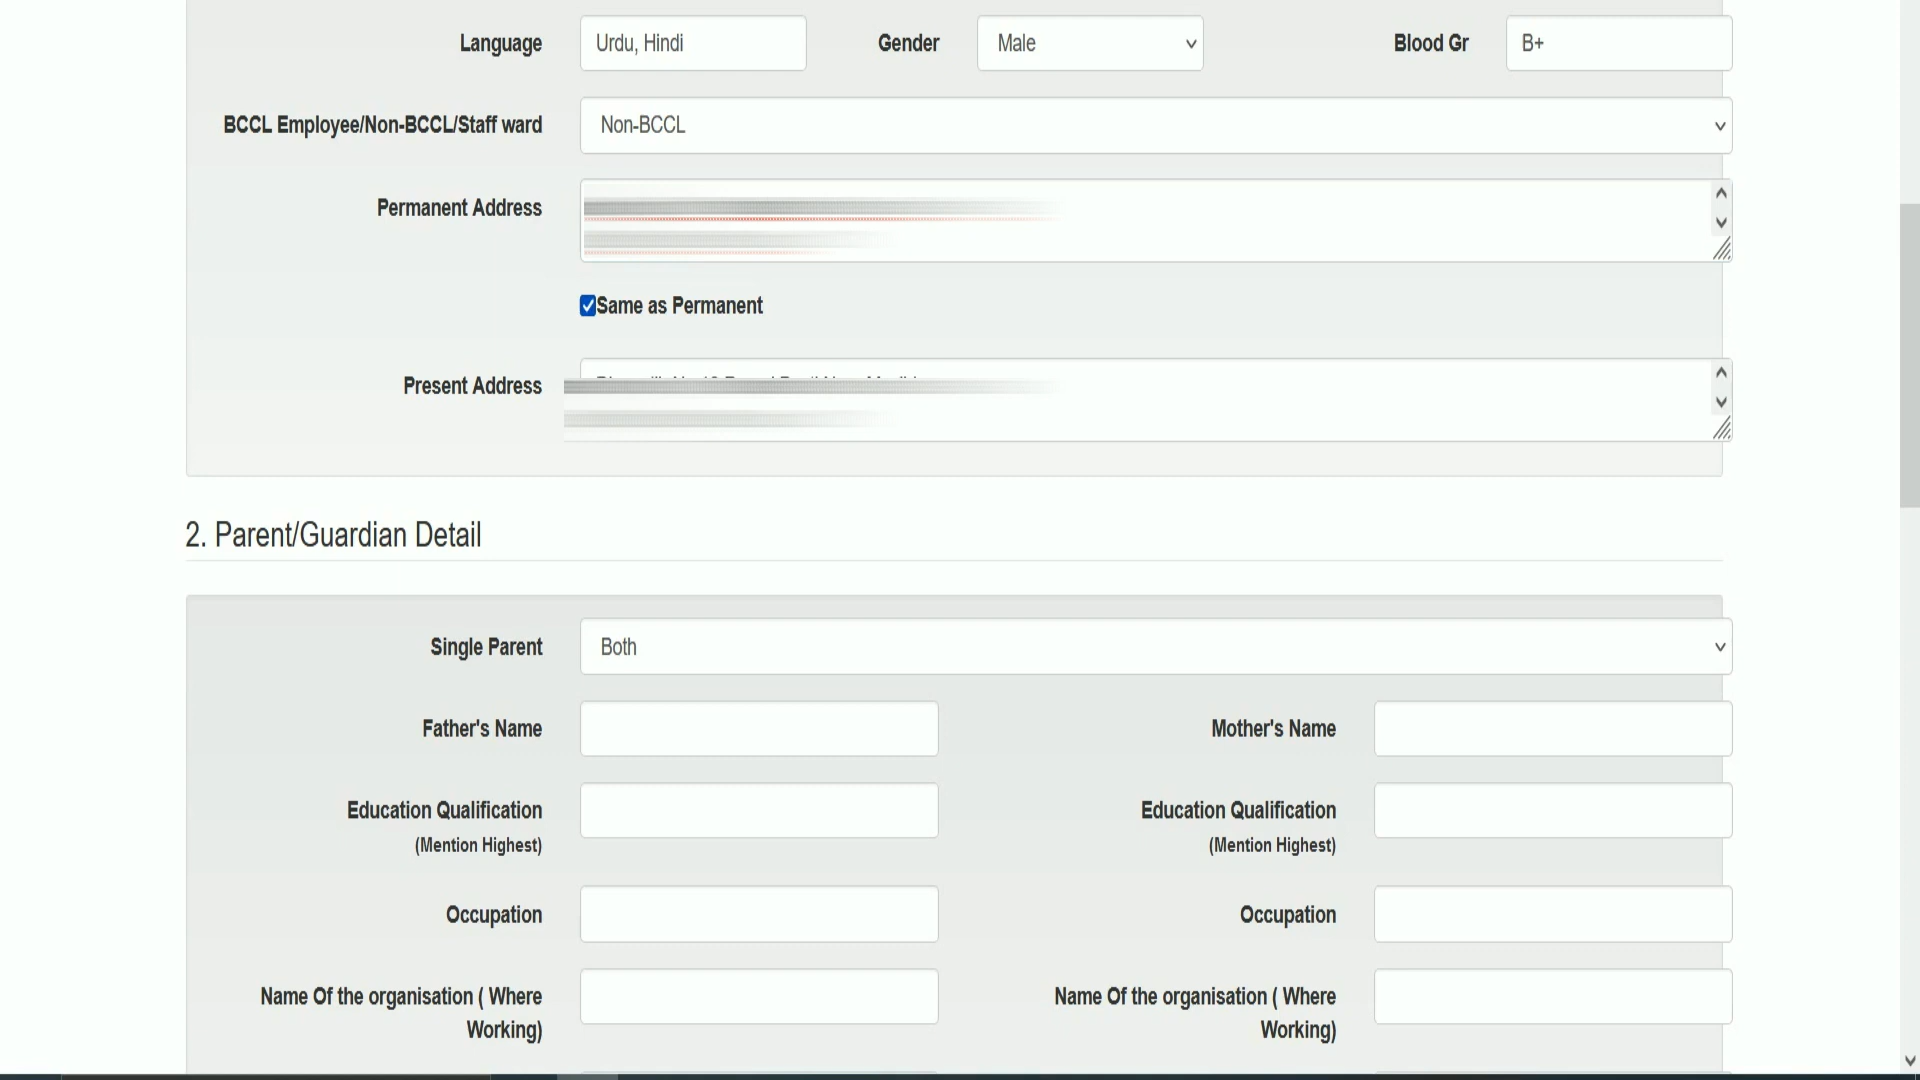 Language Urdu, Hindi Gender Male Blood Gr B+
BCCL Employee/Non-BCCL/Staff ward Non-BCCL
Permanent Address
Same as Permanent
Present Address
2. Parent/Guardian Detail
Single Parent Both
Father's Name Mother's Name
Education Qualification Education Qualification
(Mention Highest) (Mention Highest)
Occupation Occupation
Name Of the organisation ( Where Name Of the organisation ( Where
Working) Working)